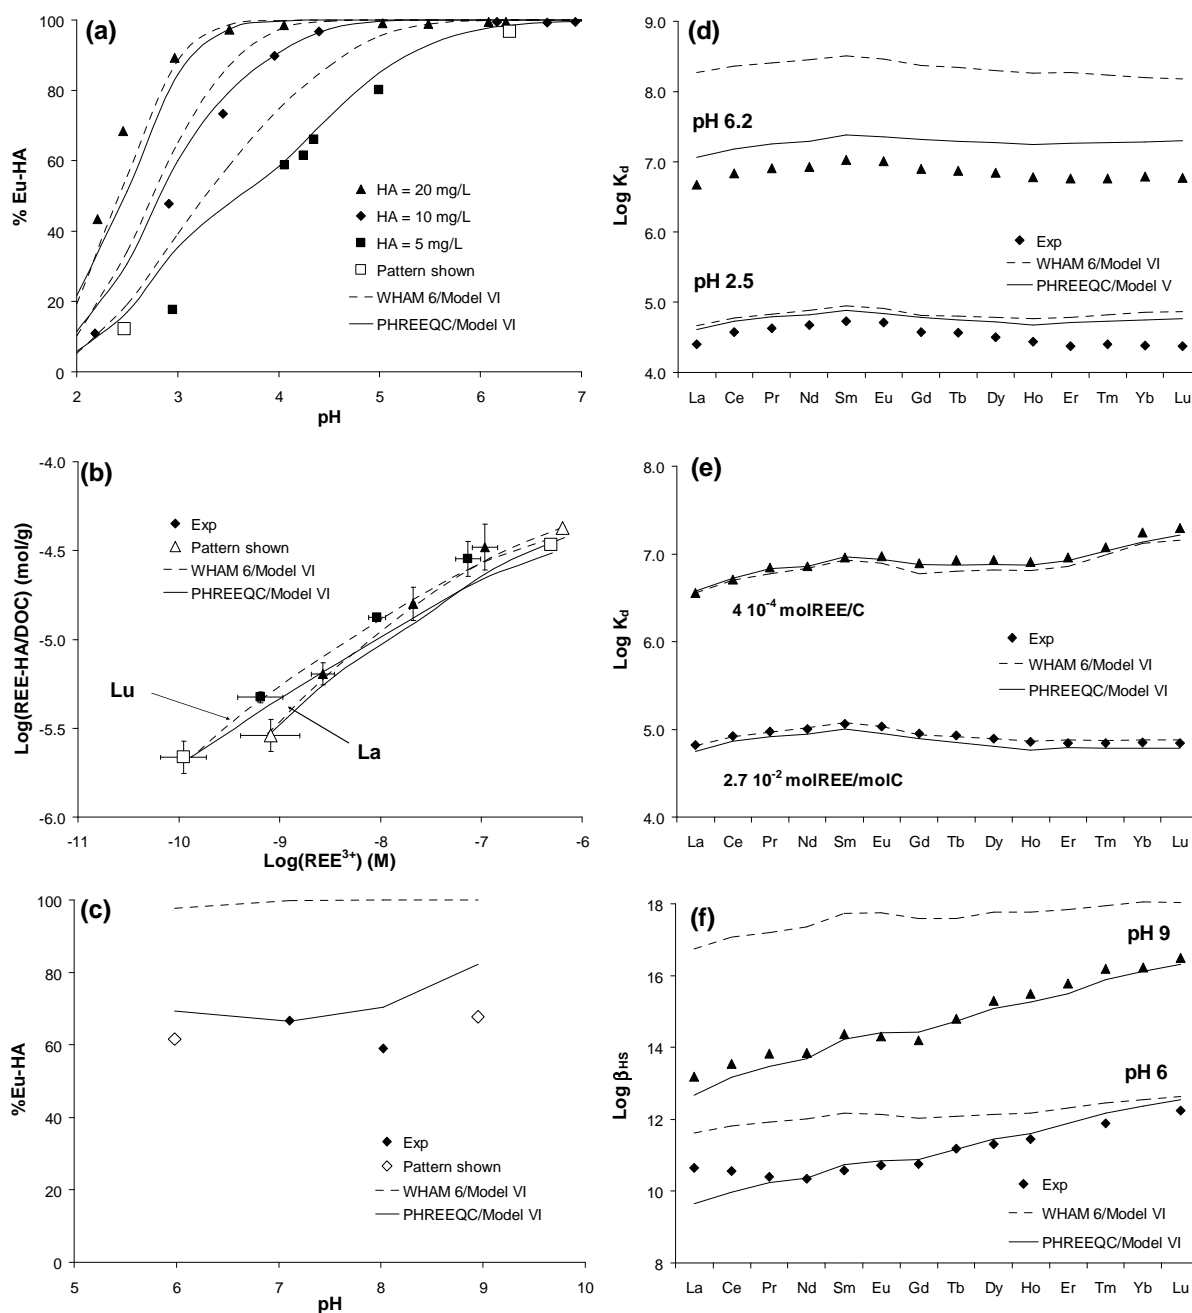 (a)
100
80
60
40
20
0
% Eu-HA
2
3
4
5
6
7
pH
HA = 20 mg/L
HA = 10 mg/L
HA = 5 mg/L
Pattern shown
WHAM 6/Model VI
PHREEQC/Model VI
(d)
9.0
8.0
7.0
6.0
5.0
4.0
Log Kd
pH 6.2
pH 2.5
Exp
WHAM 6/Model VI
PHREEQC/Model V
La Ce Pr Nd Sm Eu Gd Tb Dy Ho Er Tm Yb Lu
(b)
-4.0
-4.5
-5.0
-5.5
-6.0
Log(REE-HA/DOC) (mol/g)
Exp
Pattern shown
WHAM 6/Model VI
PHREEQC/Model VI
Lu
La
-11
-10
-9
-8
-7
-6
Log(REE³⁺) (M)
(e)
8.0
7.0
6.0
5.0
4.0
Log Kd
4 10⁻⁴ molREE/C
Exp
WHAM 6/Model VI
PHREEQC/Model VI
2.7 10⁻² molREE/molC
La Ce Pr Nd Sm Eu Gd Tb Dy Ho Er Tm Yb Lu
(c)
100
80
60
40
20
0
%Eu-HA
Exp
Pattern shown
WHAM 6/Model VI
PHREEQC/Model VI
5
6
7
8
9
10
pH
(f)
18
16
14
12
10
8
Log βHS
pH 9
pH 6
Exp
WHAM 6/Model VI
PHREEQC/Model VI
La Ce Pr Nd Sm Eu Gd Tb Dy Ho Er Tm Yb Lu